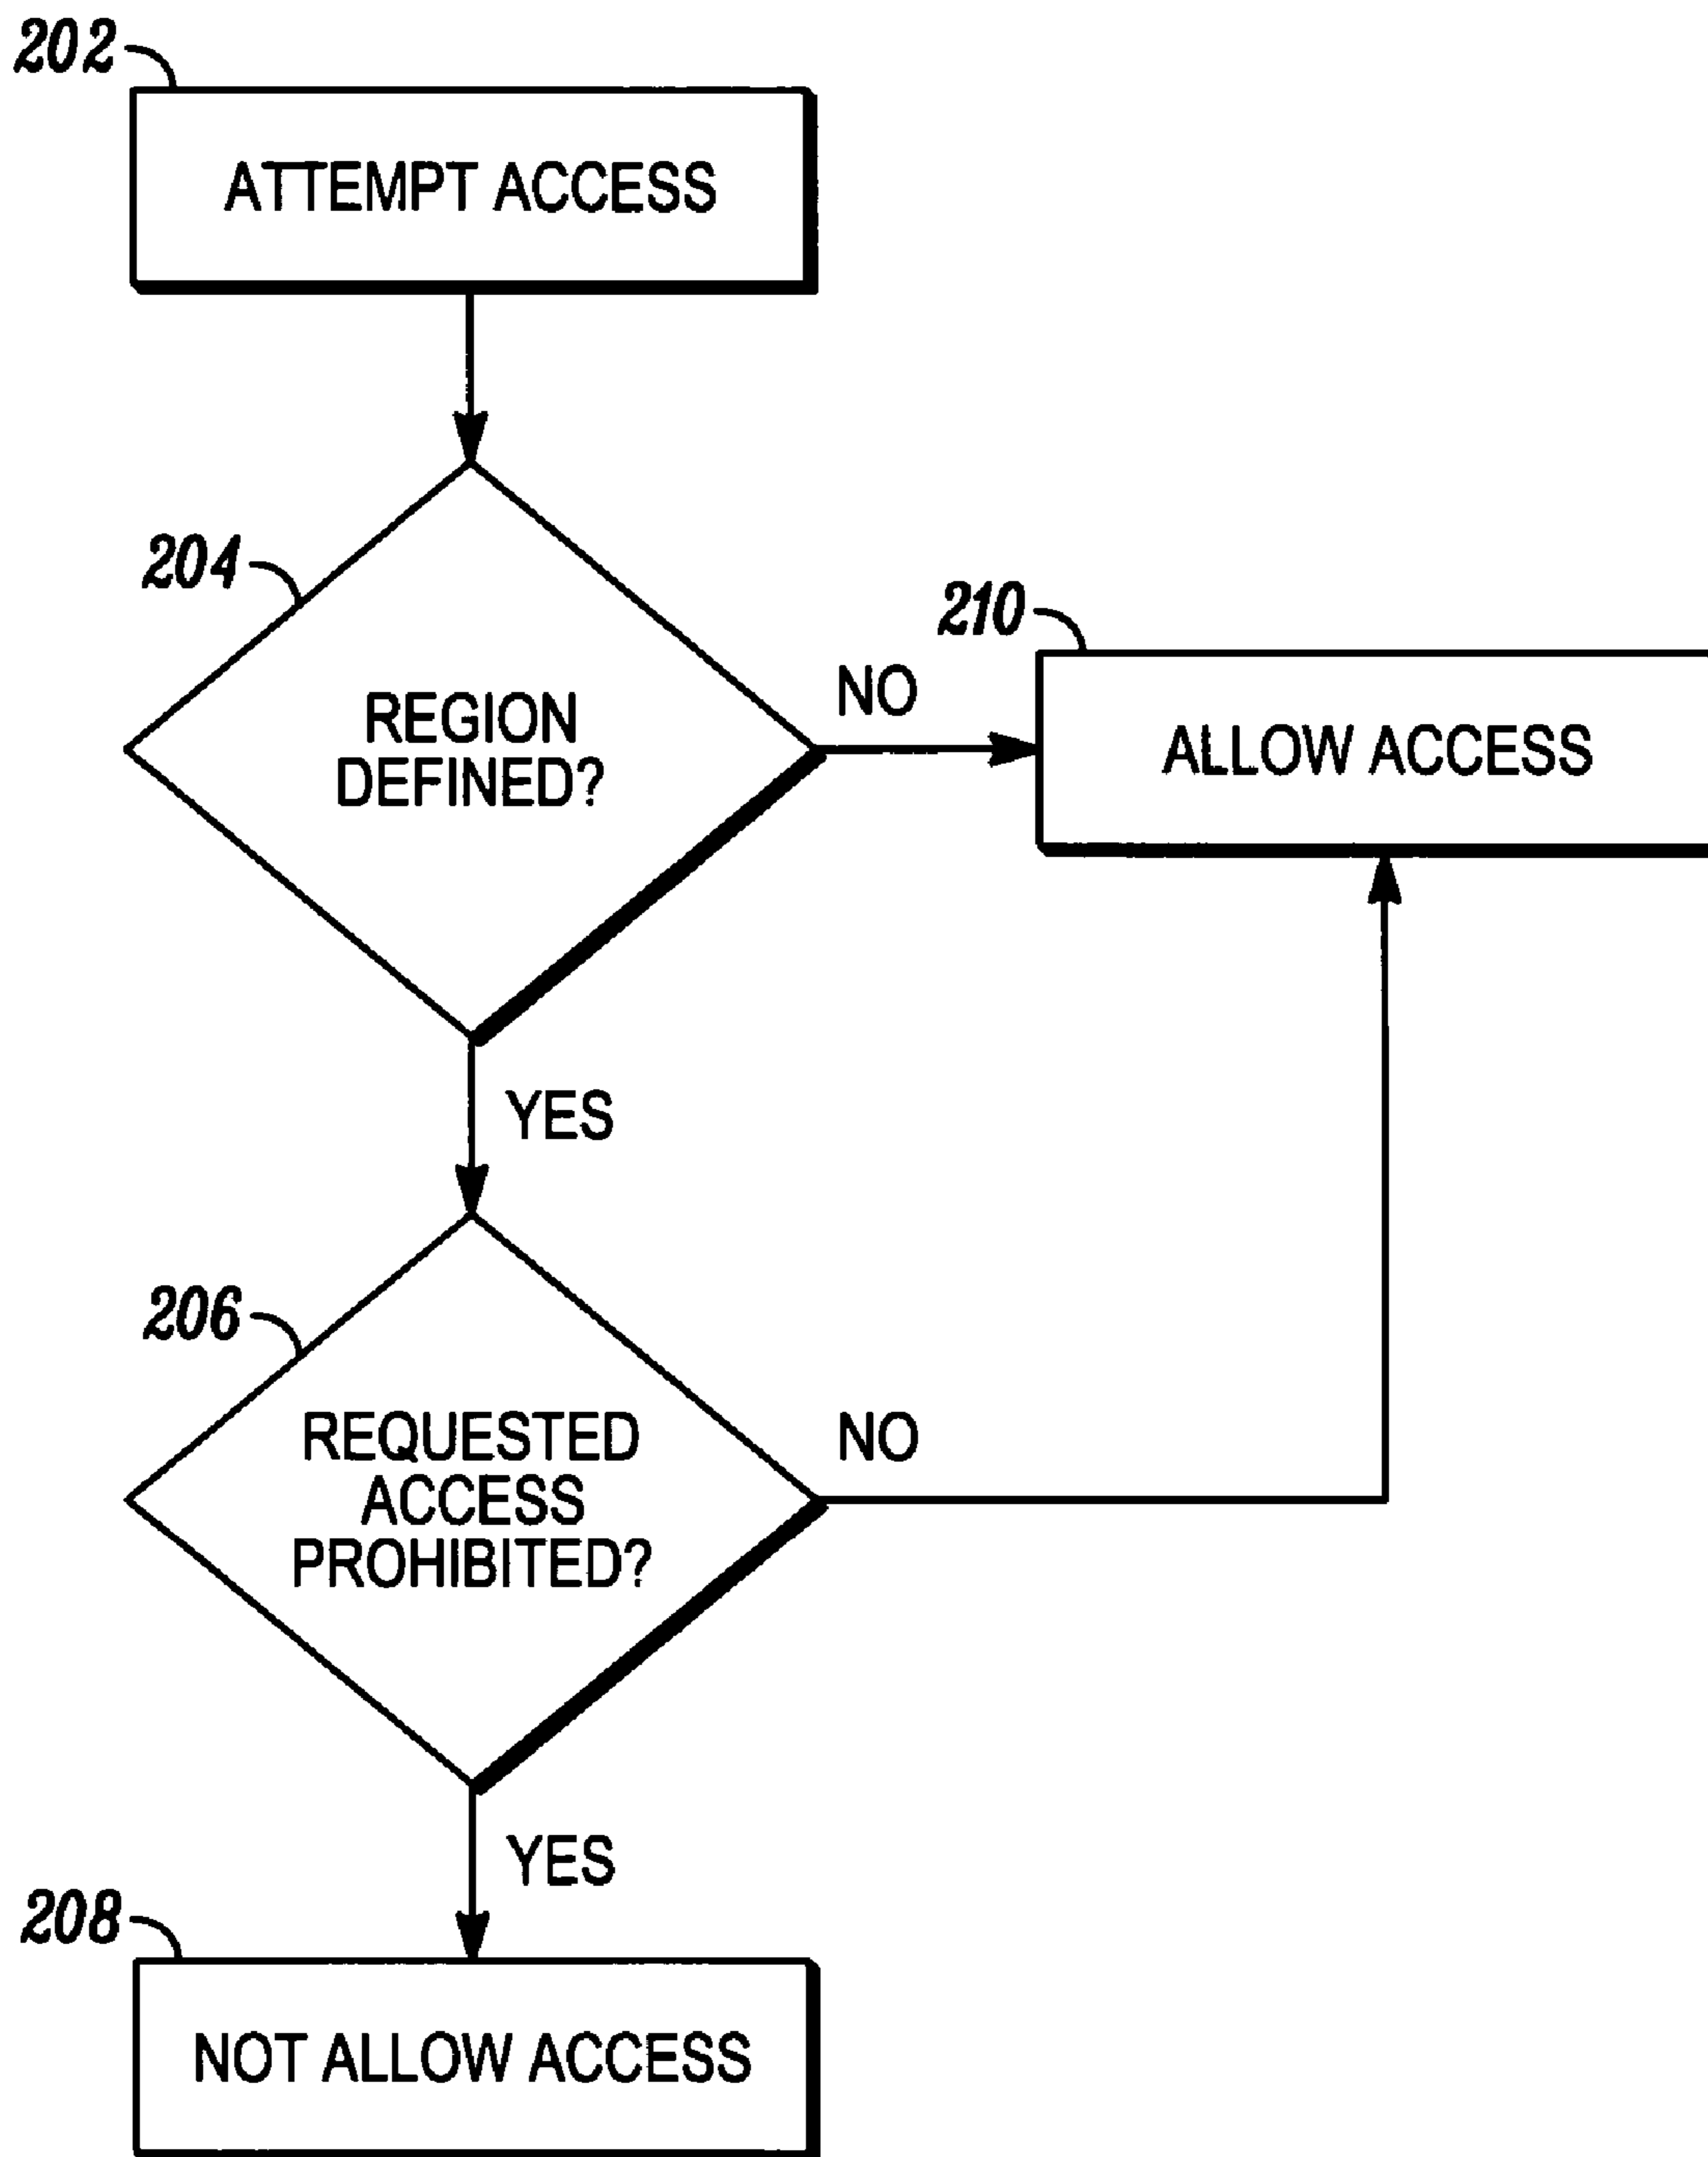 202
ATTEMPT ACCESS
204
REGION
DEFINED?
NO
210
ALLOW ACCESS
YES
206
REQUESTED
ACCESS
PROHIBITED?
NO
YES
208
NOT ALLOW ACCESS